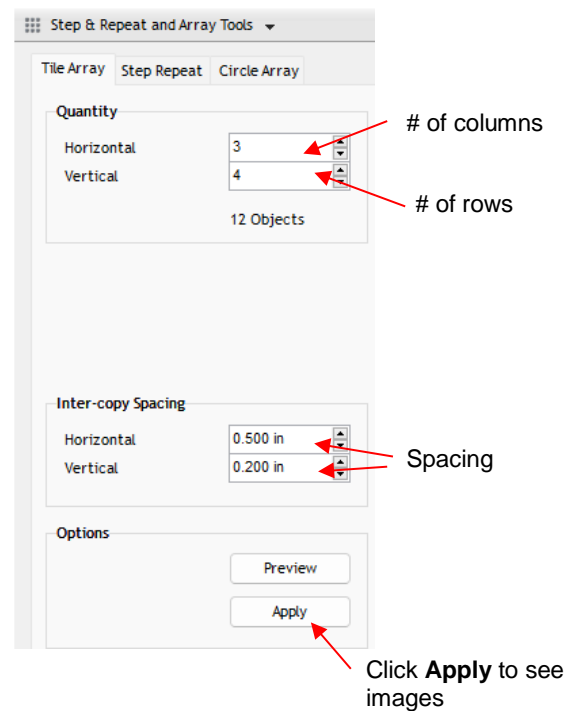 Step & Repeat and Array Tools
Tile Array Step Repeat Circle Array
Quantity
# of columns
Horizontal 3
Vertical 4
# of rows
12 Objects
Inter-copy Spacing
Horizontal 0.500 in
Vertical 0.200 in
Spacing
Options
Preview
Apply
Click Apply to see
images